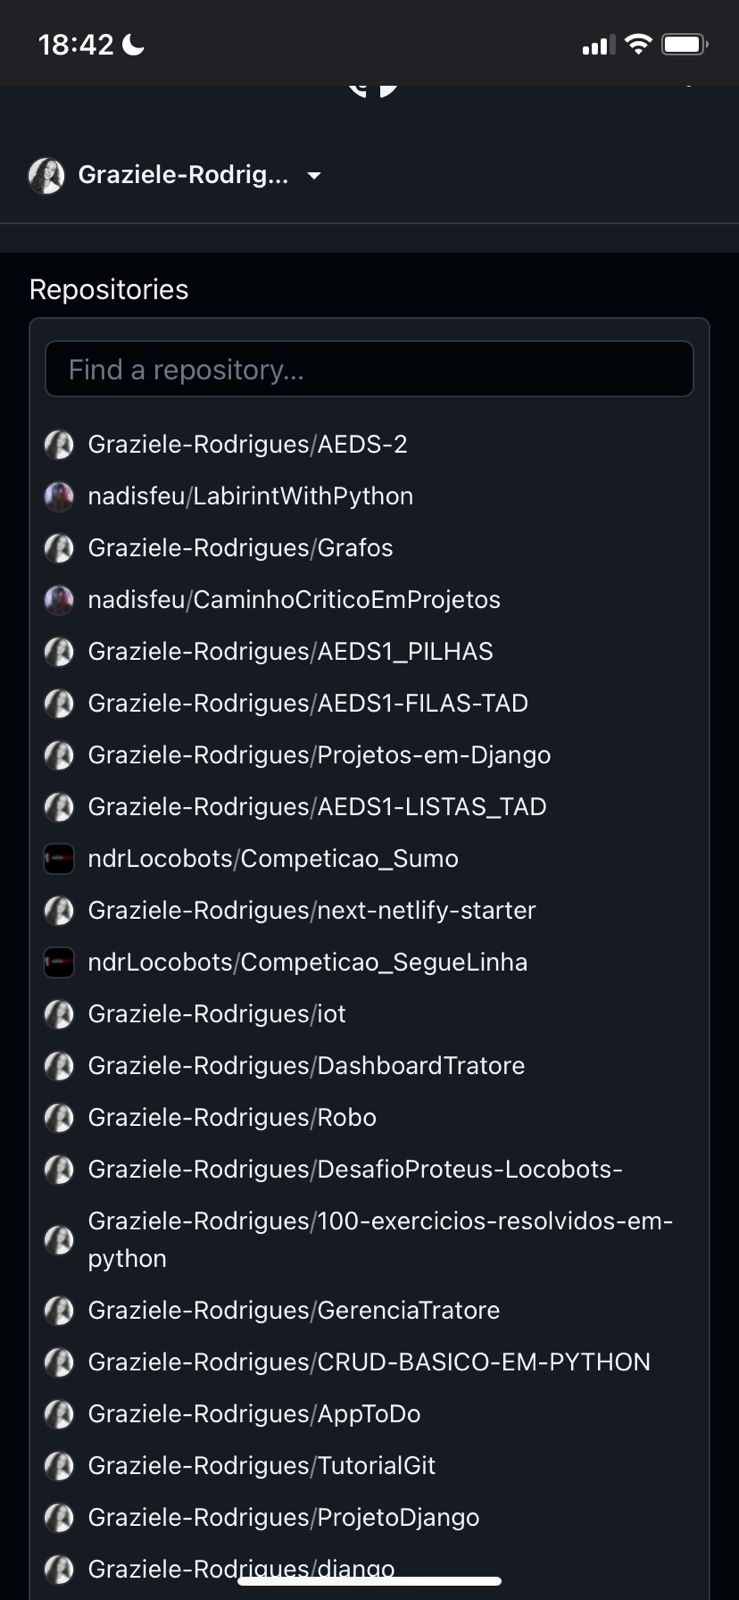 18:42
Graziele-Rodrig...
Repositories
Find a repository...
Graziele-Rodrigues/AEDS-2
nadisfeu/LabirintWithPython
Graziele-Rodrigues/Grafos
nadisfeu/CaminhoCriticoEmProjetos
Graziele-Rodrigues/AEDS1_PILHAS
Graziele-Rodrigues/AEDS1-FILAS-TAD
Graziele-Rodrigues/Projetos-em-Django
Graziele-Rodrigues/AEDS1-LISTAS_TAD
ndrLocobots/Competicao_Sumo
Graziele-Rodrigues/next-netlify-starter
ndrLocobots/Competicao_SegueLinha
Graziele-Rodrigues/iot
Graziele-Rodrigues/DashboardTratore
Graziele-Rodrigues/Robo
Graziele-Rodrigues/DesafioProteus-Locobots-
Graziele-Rodrigues/100-exercicios-resolvidos-em-
python
Graziele-Rodrigues/GerenciaTratore
Graziele-Rodrigues/CRUD-BASICO-EM-PYTHON
Graziele-Rodrigues/AppToDo
Graziele-Rodrigues/TutorialGit
Graziele-Rodrigues/ProjetoDjango
Graziele-Rodrigues/django